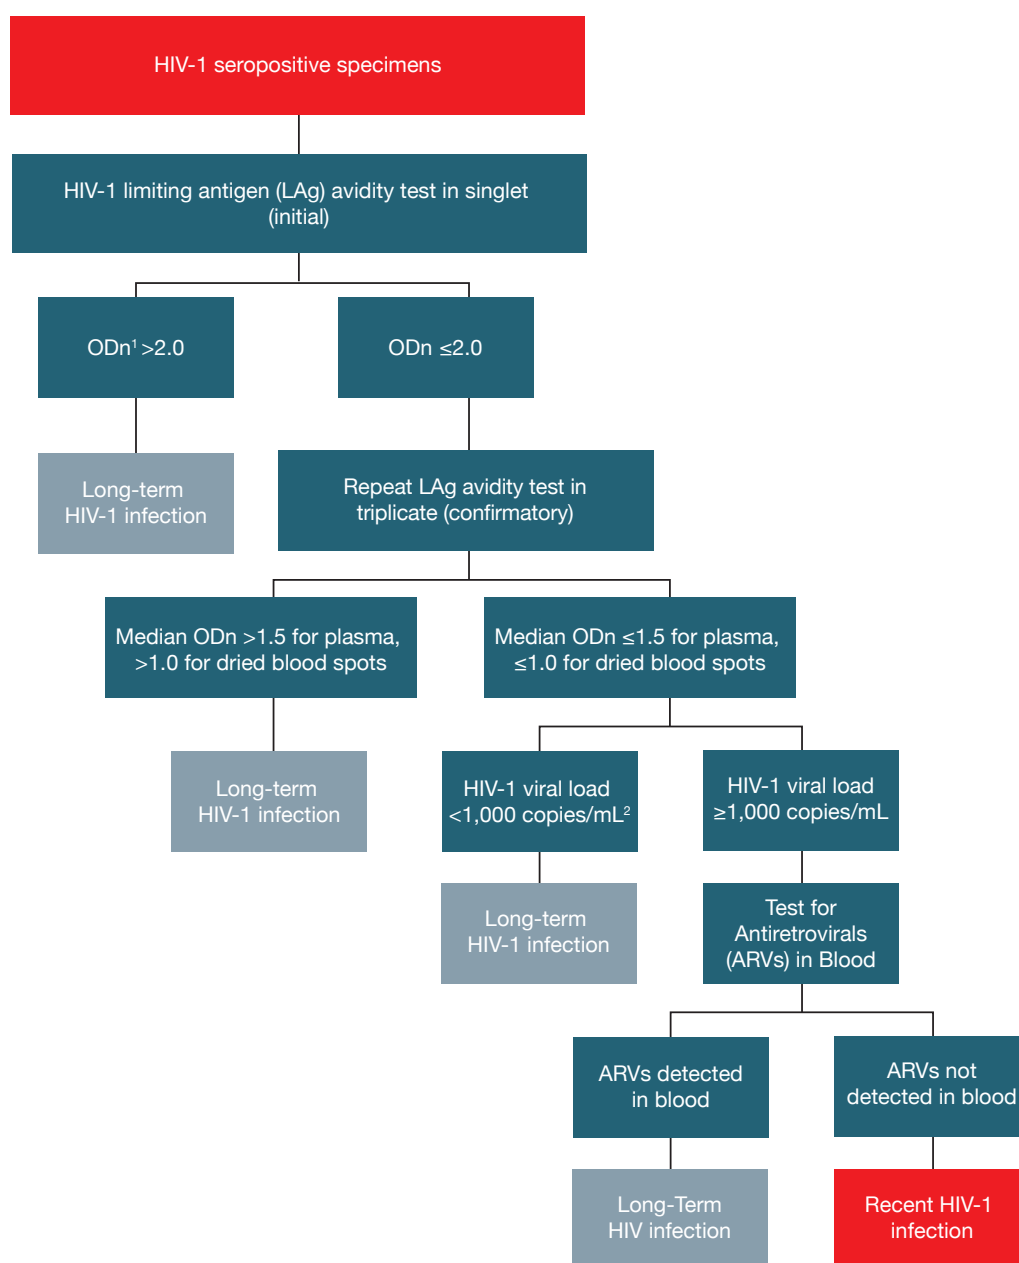 HIV-1 seropositive specimens
HIV-1 limiting antigen (LAg) avidity test in singlet
(initial)
ODn¹ >2.0
ODn ≤2.0
Long-term
HIV-1 infection
Repeat LAg avidity test in
triplicate (confirmatory)
Median ODn >1.5 for plasma,
>1.0 for dried blood spots
Median ODn ≤1.5 for plasma,
≤1.0 for dried blood spots
Long-term
HIV-1 infection
HIV-1 viral load
<1,000 copies/mL²
HIV-1 viral load
≥1,000 copies/mL
Long-term
HIV-1 infection
Test for
Antiretrovirals
(ARVs) in Blood
ARVs detected
in blood
ARVs not
detected in blood
Long-Term
HIV infection
Recent HIV-1
infection